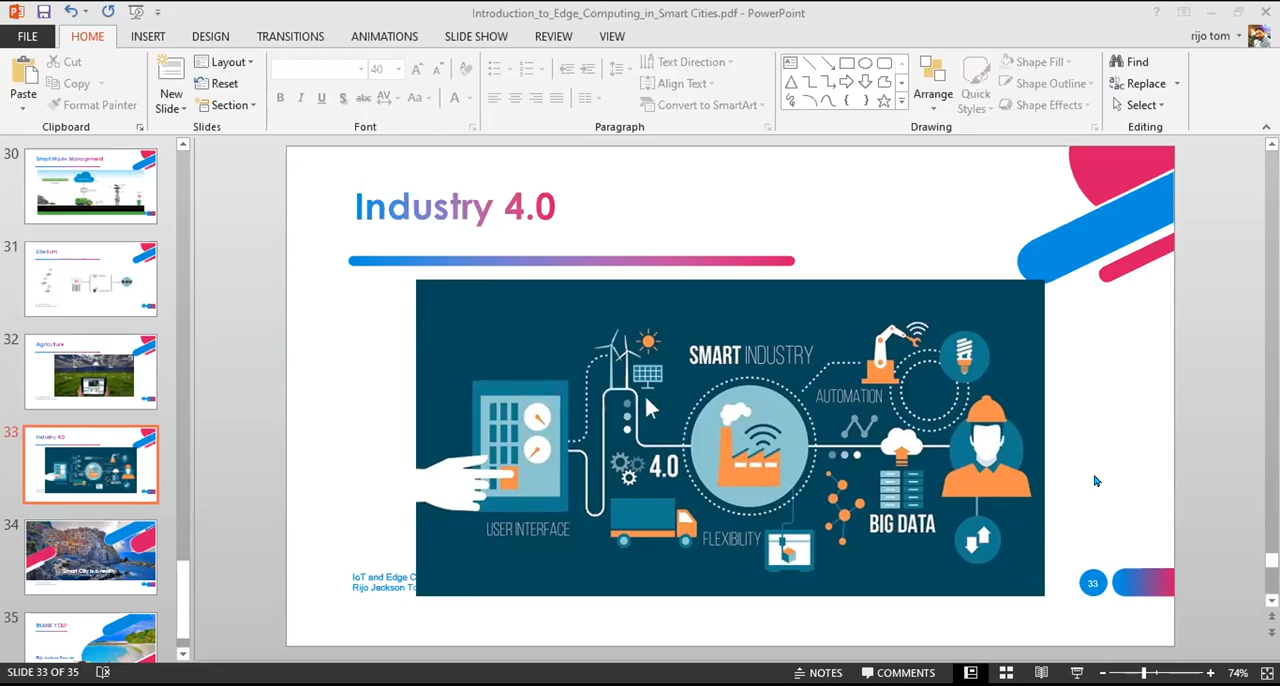 Introduction_to_Edge_Computing_in_Smart Cities.pdf - PowerPoint
FILE HOME INSERT DESIGN TRANSITIONS ANIMATIONS SLIDE SHOW REVIEW VIEW rijo tom
Paste
Cut
Copy
Format Painter
Clipboard
New
Slide
Layout
Reset
Section
Slides
40
Font
Text Direction
Align Text
Convert to SmartArt
Paragraph
Arrange
Quick
Styles
Shape Fill
Shape Outline
Shape Effects
Drawing
Find
Replace
Select
Editing
30
Smart Waste Management
31
32
Agriculture
33
Industry 4.0
34
Smart City is a reality
35
THANK YOU!
Industry 4.0
SMART INDUSTRY
AUTOMATION
4.0
USER INTERFACE
FLEXIBILITY
BIG DATA
IoT and Edge C
Rijo Jackson To
33
SLIDE 33 OF 35
NOTES
COMMENTS
74%